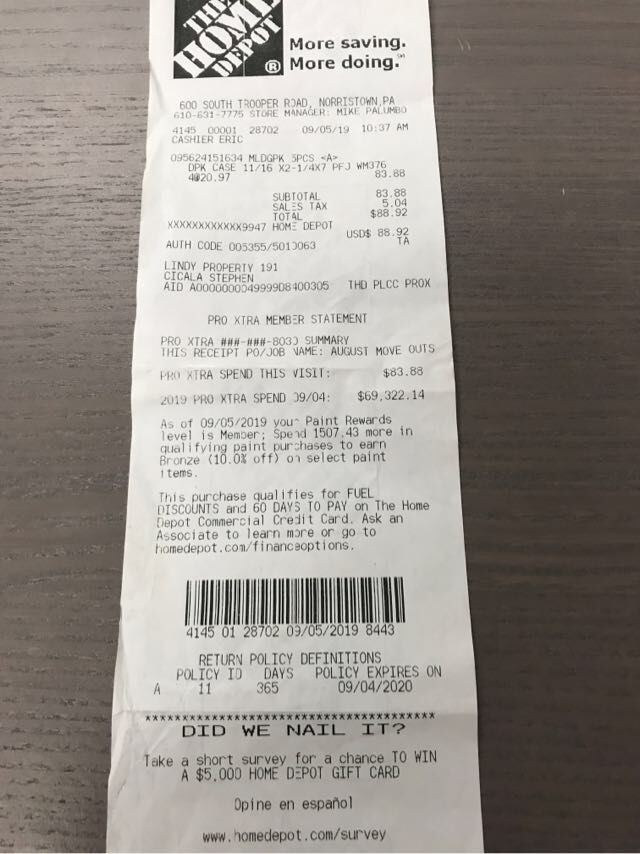 THE
HOME
DEPOT
®
More saving.
More doing.℠
600 SOUTH TROOPER ROAD, NORRISTOWN,PA
610-631-7775 STORE MANAGER: MIKE PALUMBO
4145 00001 28702 09/05/19 10:37 AM
CASHIER ERIC
095624151634 MLDGPK 5PCS <A>
DPK CASE 11/16 X2-1/4X7 PFJ WM376
4@20.97 83.88
SUBTOTAL 83.88
SALES TAX 5.04
TOTAL $88.92
XXXXXXXXXXXX9947 HOME DEPOT
USD$ 88.92
AUTH CODE 005355/5010063 TA
LINDY PROPERTY 191
CICALA STEPHEN
AID A0000000049999D8400305 THD PLCC PROX
PRO XTRA MEMBER STATEMENT
PRO XTRA ###-###-8030 SUMMARY
THIS RECEIPT PO/JOB NAME: AUGUST MOVE OUTS
PRO XTRA SPEND THIS VISIT: $83.88
2019 PRO XTRA SPEND 09/04: $69,322.14
As of 09/05/2019 your Paint Rewards
level is Member; Spend 1507.43 more in
qualifying paint purchases to earn
Bronze (10.0% off) on select paint
items.
This purchase qualifies for FUEL
DISCOUNTS and 60 DAYS TO PAY on The Home
Depot Commercial Credit Card. Ask an
Associate to learn more or go to
homedepot.com/financeoptions.
4145 01 28702 09/05/2019 8443
RETURN POLICY DEFINITIONS
POLICY ID DAYS POLICY EXPIRES ON
A 11 365 09/04/2020
************************************
DID WE NAIL IT?
Take a short survey for a chance TO WIN
A $5,000 HOME DEPOT GIFT CARD
Opine en español
www.homedepot.com/survey